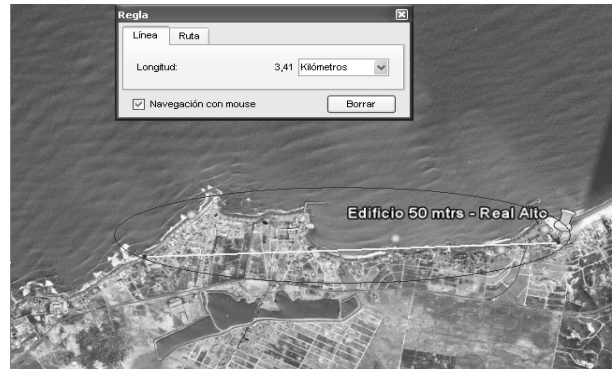 Regla
Línea Ruta
Longitud: 3,41 Kilómetros
Navegación con mouse Borrar
Edificio 50 mtrs - Real Alto